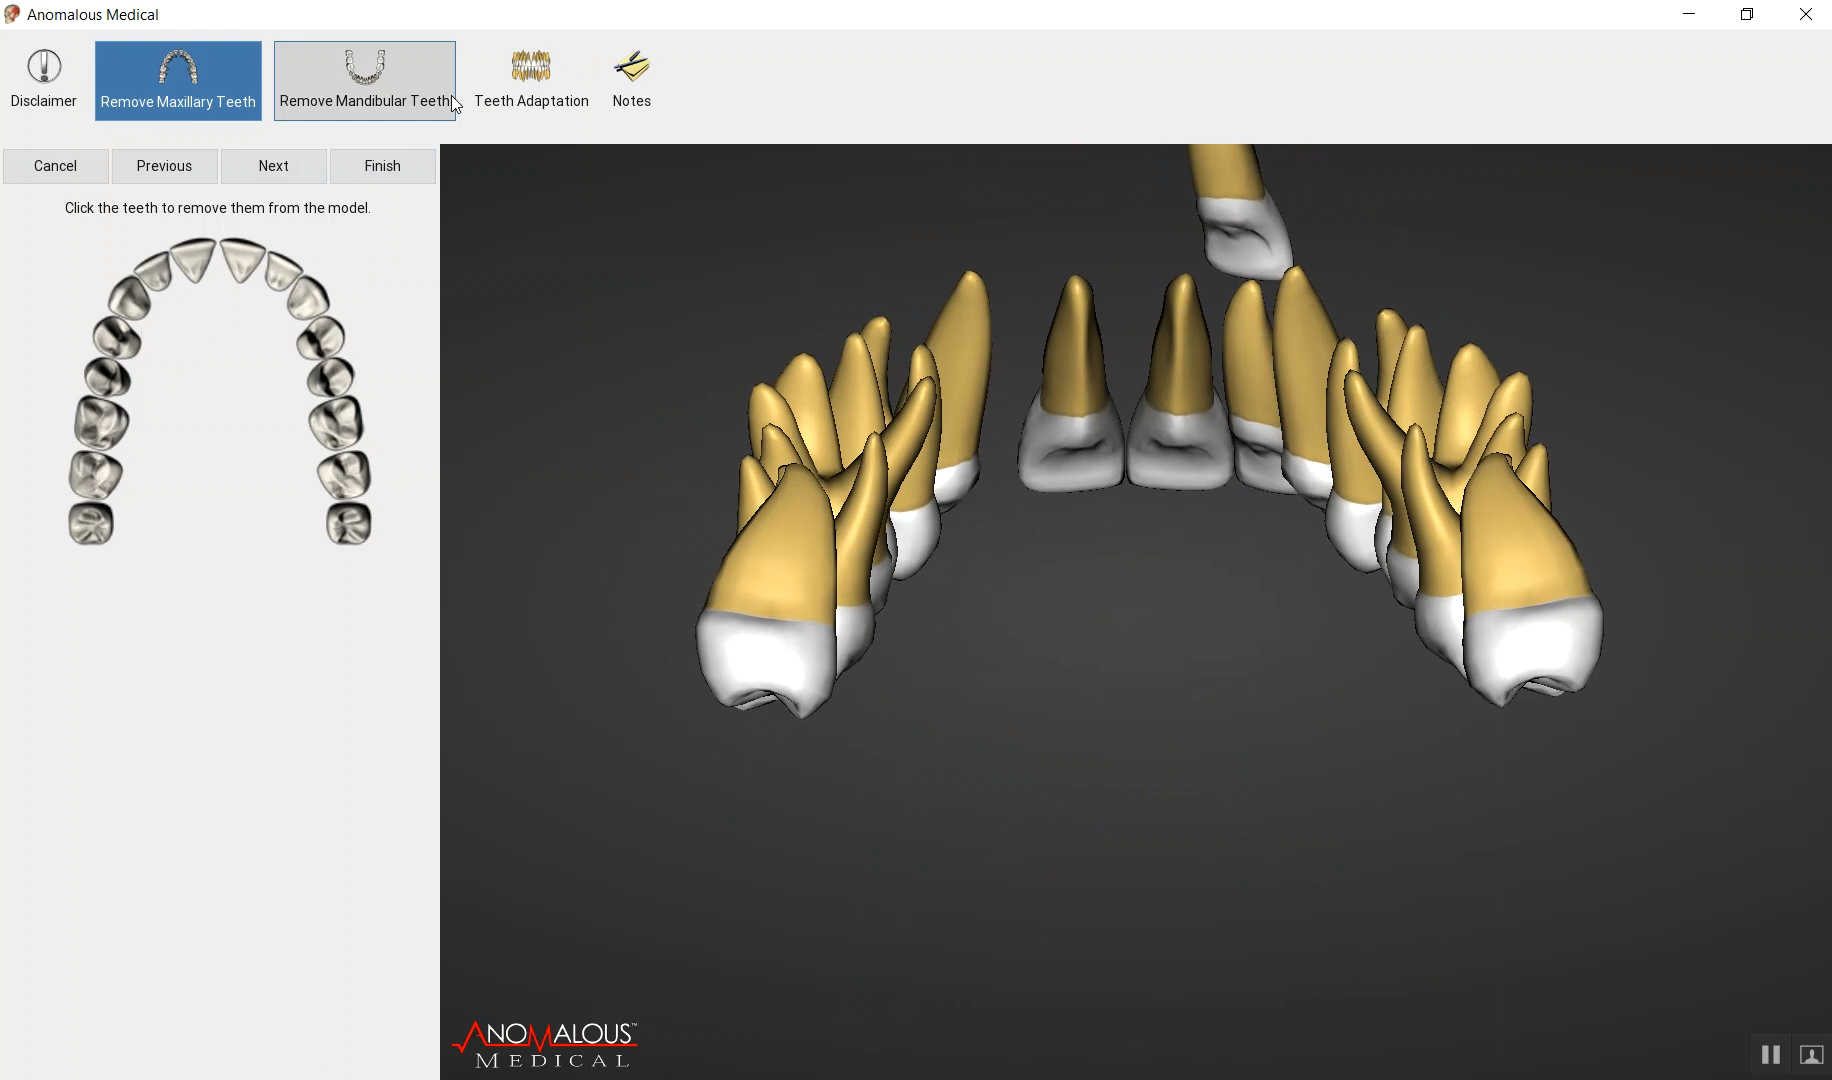 Anomalous Medical
Disclaimer
Remove Maxillary Teeth
Remove Mandibular Teeth
Teeth Adaptation
Notes
Cancel
Previous
Next
Finish
Click the teeth to remove them from the model.
ANOMALOUS™
MEDICAL